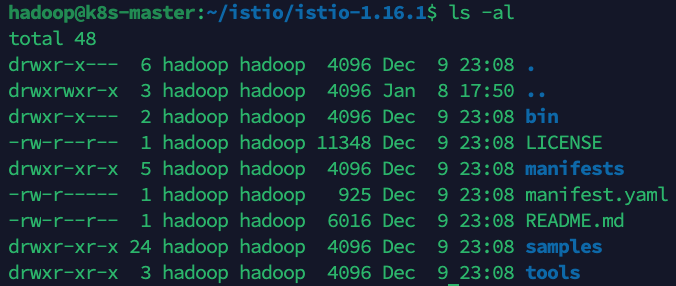 hadoop@k8s-master:~/istio/istio-1.16.1$ ls -al
total 48
drwxr-x---  6 hadoop hadoop  4096 Dec  9 23:08 .
drwxrwxr-x  3 hadoop hadoop  4096 Jan  8 17:50 ..
drwxr-x---  2 hadoop hadoop  4096 Dec  9 23:08 bin
-rw-r--r--  1 hadoop hadoop 11348 Dec  9 23:08 LICENSE
drwxr-xr-x  5 hadoop hadoop  4096 Dec  9 23:08 manifests
-rw-r-----  1 hadoop hadoop   925 Dec  9 23:08 manifest.yaml
-rw-r--r--  1 hadoop hadoop  6016 Dec  9 23:08 README.md
drwxr-xr-x 24 hadoop hadoop  4096 Dec  9 23:08 samples
drwxr-xr-x  3 hadoop hadoop  4096 Dec  9 23:08 tools